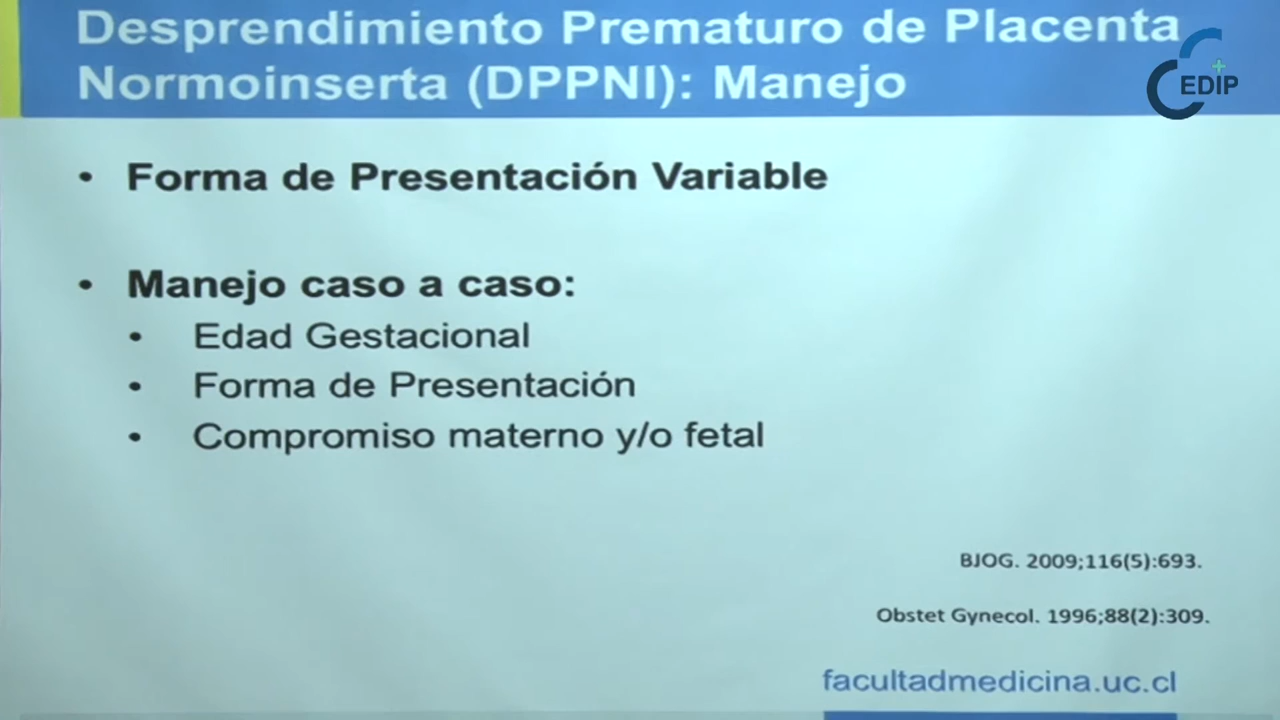 Desprendimiento Prematuro de Placenta
Normoinserta (DPPNI): Manejo
CEDIP
• Forma de Presentación Variable
• Manejo caso a caso:
• Edad Gestacional
• Forma de Presentación
• Compromiso materno y/o fetal
BJOG. 2009;116(5):693.
Obstet Gynecol. 1996;88(2):309.
facultadmedicina.uc.cl